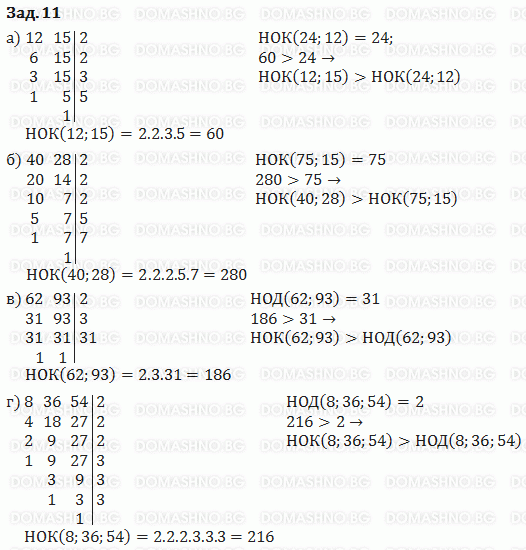 Зад. 11
а) 12 15 | 2
6 15 | 2
3 15 | 3
1 5 | 5
1 |
НОК(12; 15) = 2.2.3.5 = 60
НОК(24; 12) = 24;
60 > 24 →
НОК(12; 15) > НОК(24; 12)
б) 40 28 | 2
20 14 | 2
10 7 | 2
5 7 | 5
1 7 | 7
1 |
НОК(40; 28) = 2.2.2.5.7 = 280
НОК(75; 15) = 75
280 > 75 →
НОК(40; 28) > НОК(75; 15)
в) 62 93 | 2
31 93 | 3
31 31 | 31
1 1 |
НОК(62; 93) = 2.3.31 = 186
НОД(62; 93) = 31
186 > 31 →
НОК(62; 93) > НОД(62; 93)
г) 8 36 54 | 2
4 18 27 | 2
2 9 27 | 2
1 9 27 | 3
3 9 | 3
1 3 | 3
1 |
НОК(8; 36; 54) = 2.2.2.3.3.3 = 216
НОД(8; 36; 54) = 2
216 > 2 →
НОК(8; 36; 54) > НОД(8; 36; 54)
DOMASHNO.BG